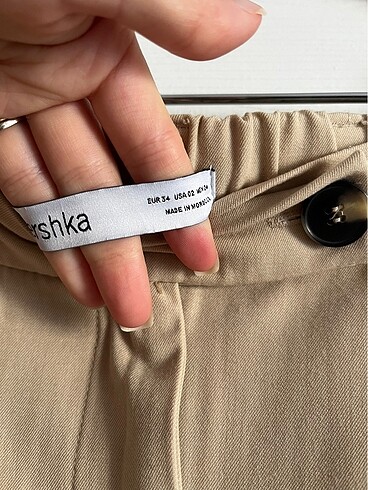 rshka
EUR 34 USA 02 MEX 24
MADE IN MOROCCO